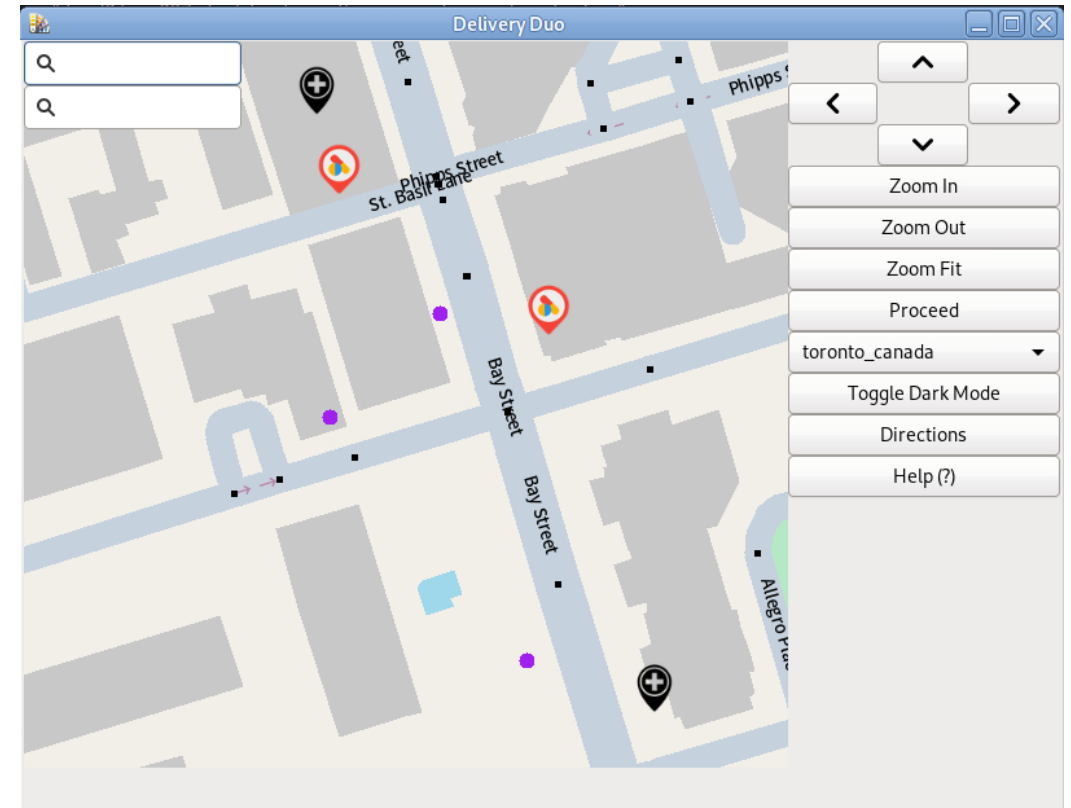 Delivery Duo
eet
Phipps
Phipps Street
St. Basil Lane
Bay Street
Bay Street
Allegro
Zoom In
Zoom Out
Zoom Fit
Proceed
toronto_canada
Toggle Dark Mode
Directions
Help (?)